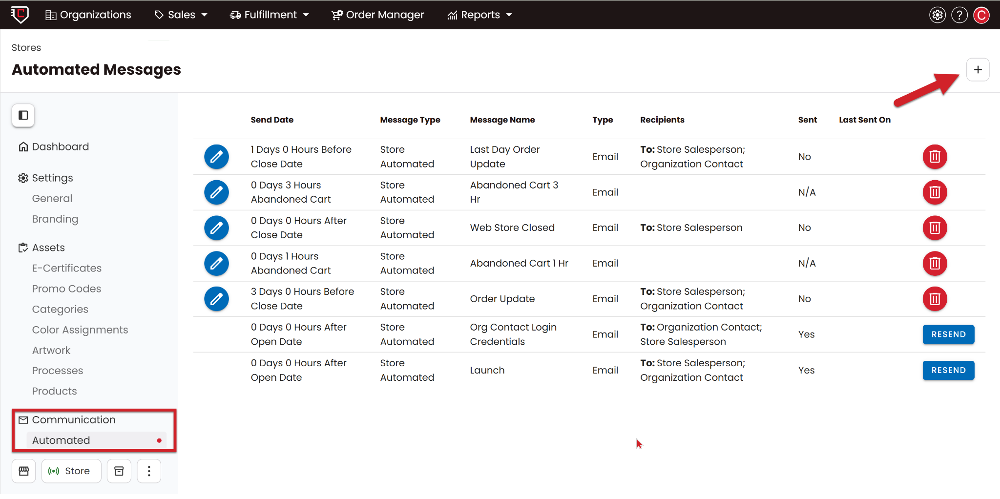 Organizations Sales Fulfillment Order Manager Reports ? C
Stores
Automated Messages
+
Dashboard
Settings
General
Branding
Assets
E-Certificates
Promo Codes
Categories
Color Assignments
Artwork
Processes
Products
Communication
Automated
Store
Send Date Message Type Message Name Type Recipients Sent Last Sent On
1 Days 0 Hours Before Store Last Day Order To: Store Salesperson;
Close Date Automated Update Email Organization Contact No
0 Days 3 Hours Store Abandoned Cart 3
Abandoned Cart Automated Hr Email N/A
0 Days 0 Hours After Store
Close Date Automated Web Store Closed Email To: Store Salesperson No
0 Days 1 Hours Store
Abandoned Cart Automated Abandoned Cart 1 Hr Email N/A
3 Days 0 Hours Before Store To: Store Salesperson;
Close Date Automated Order Update Email Organization Contact No
0 Days 0 Hours After Store Org Contact Login To: Organization Contact;
Open Date Automated Credentials Email Store Salesperson Yes RESEND
0 Days 0 Hours After Store To: Store Salesperson;
Open Date Automated Launch Email Organization Contact Yes RESEND